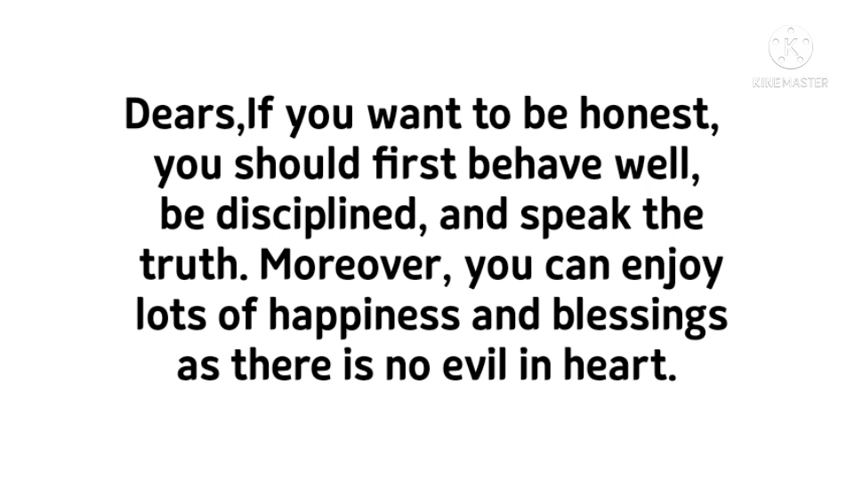 KINEMASTER
Dears,If you want to be honest,
you should first behave well,
be disciplined, and speak the
truth. Moreover, you can enjoy
lots of happiness and blessings
as there is no evil in heart.